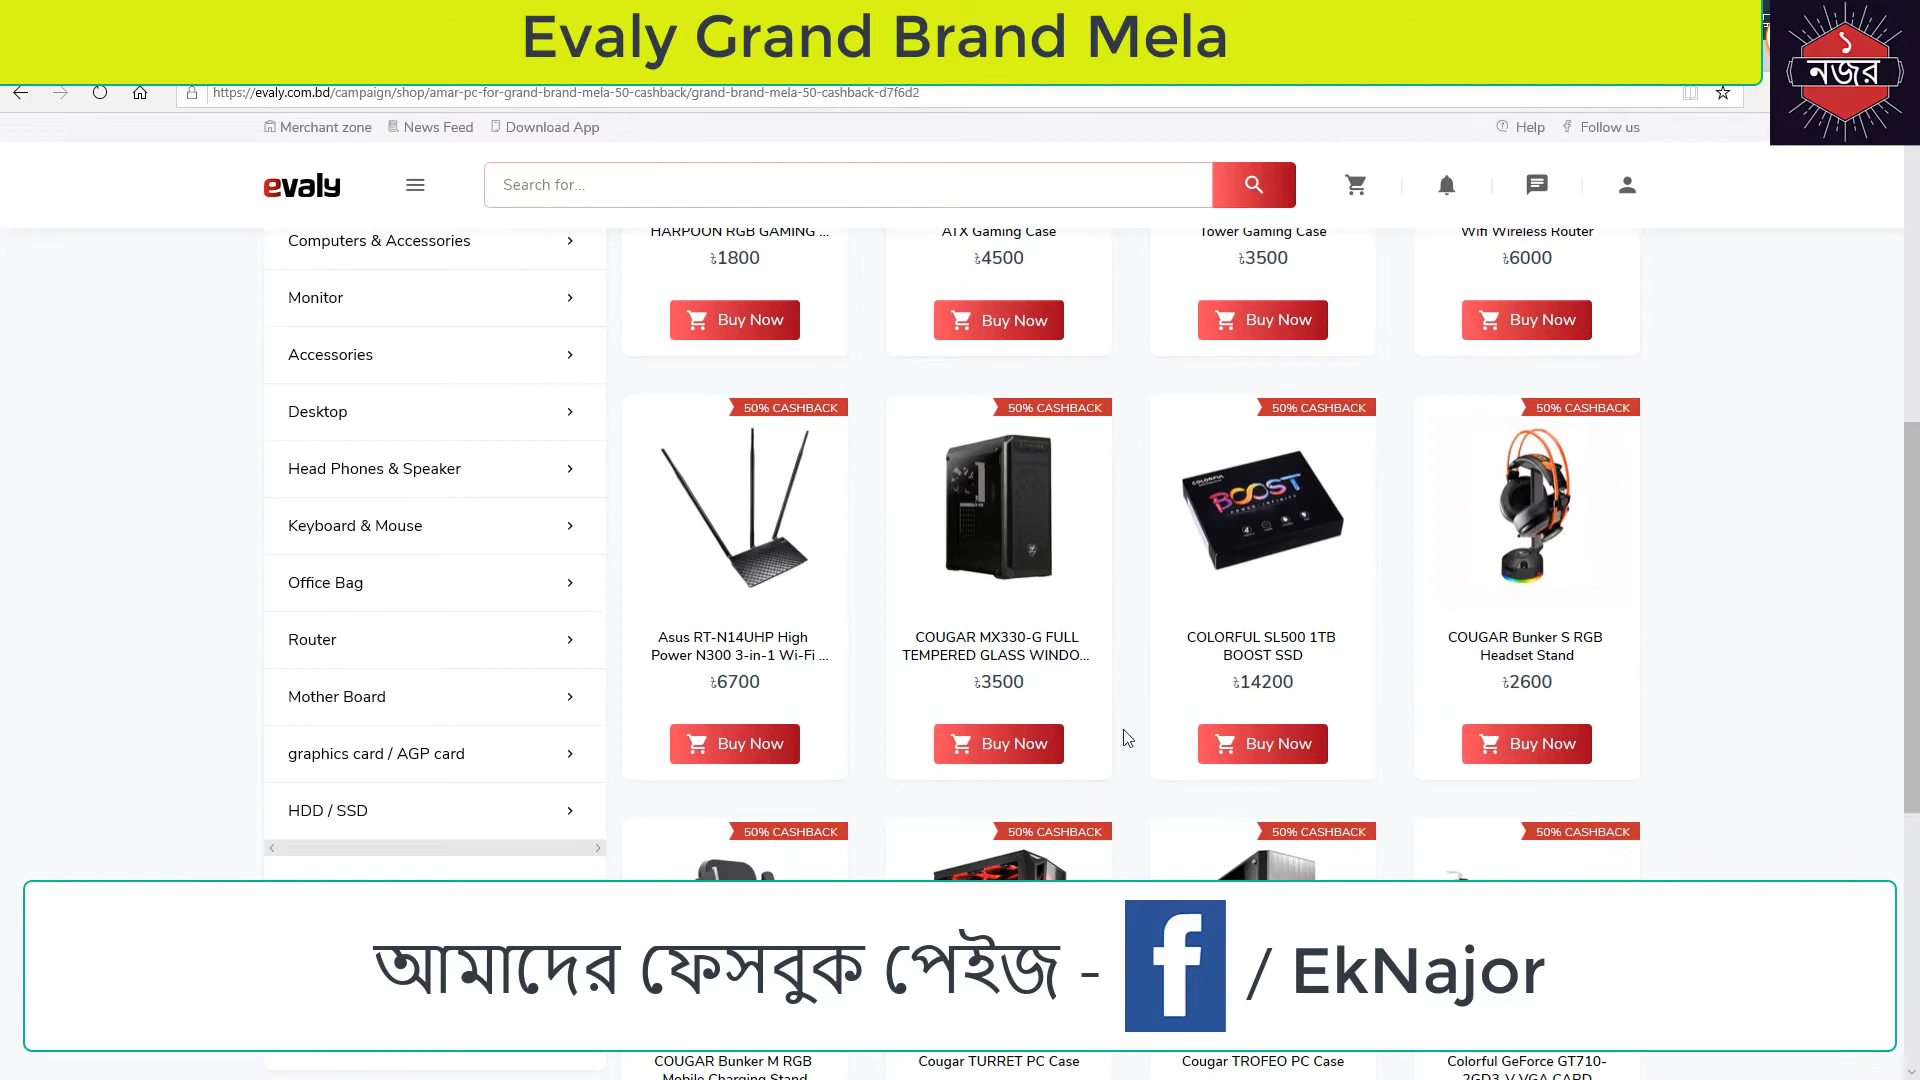 Evaly Grand Brand Mela
১
নজর
https://evaly.com.bd/campaign/shop/amar-pc-for-grand-brand-mela-50-cashback/grand-brand-mela-50-cashback-d7f6d2
Merchant zone News Feed Download App Help Follow us
evaly Search for...
Computers & Accessories
Monitor
Accessories
Desktop
Head Phones & Speaker
Keyboard & Mouse
Office Bag
Router
Mother Board
graphics card / AGP card
HDD / SSD
HARPOON RGB GAMING ... ATX Gaming Case Tower Gaming Case Wifi Wireless Router
৳1800 ৳4500 ৳3500 ৳6000
Buy Now Buy Now Buy Now Buy Now
50% CASHBACK 50% CASHBACK 50% CASHBACK 50% CASHBACK
COLORFUL
BOOST
Asus RT-N14UHP High COUGAR MX330-G FULL COLORFUL SL500 1TB COUGAR Bunker S RGB
Power N300 3-in-1 Wi-Fi ... TEMPERED GLASS WINDO... BOOST SSD Headset Stand
৳6700 ৳3500 ৳14200 ৳2600
Buy Now Buy Now Buy Now Buy Now
50% CASHBACK 50% CASHBACK 50% CASHBACK 50% CASHBACK
আমাদের ফেসবুক পেইজ - f / EkNajor
COUGAR Bunker M RGB Cougar TURRET PC Case Cougar TROFEO PC Case Colorful GeForce GT710-
Mobile Charging Stand 2GD3-V VGA CARD